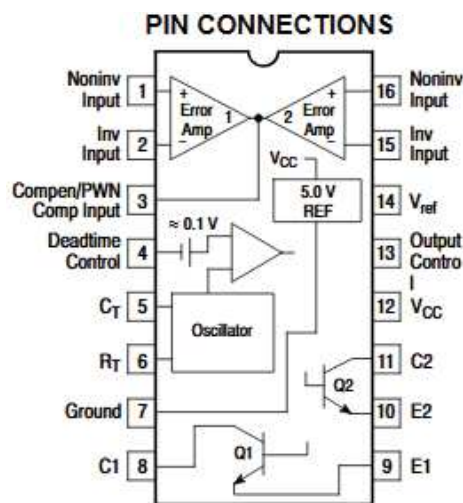 PIN CONNECTIONS
Noninv
Input
1
+
Error
Amp
1
−
2
+
Error
Amp
−
16
Noninv
Input
Inv
Input
2
15
Inv
Input
Compen/PWN
Comp Input
3
VCC
5.0 V
REF
14
Vref
Deadtime
Control
4
≈ 0.1 V
13
Output
Contro
l
CT
5
Oscillator
12
VCC
RT
6
11
C2
Q2
Ground
7
10
E2
C1
8
Q1
9
E1